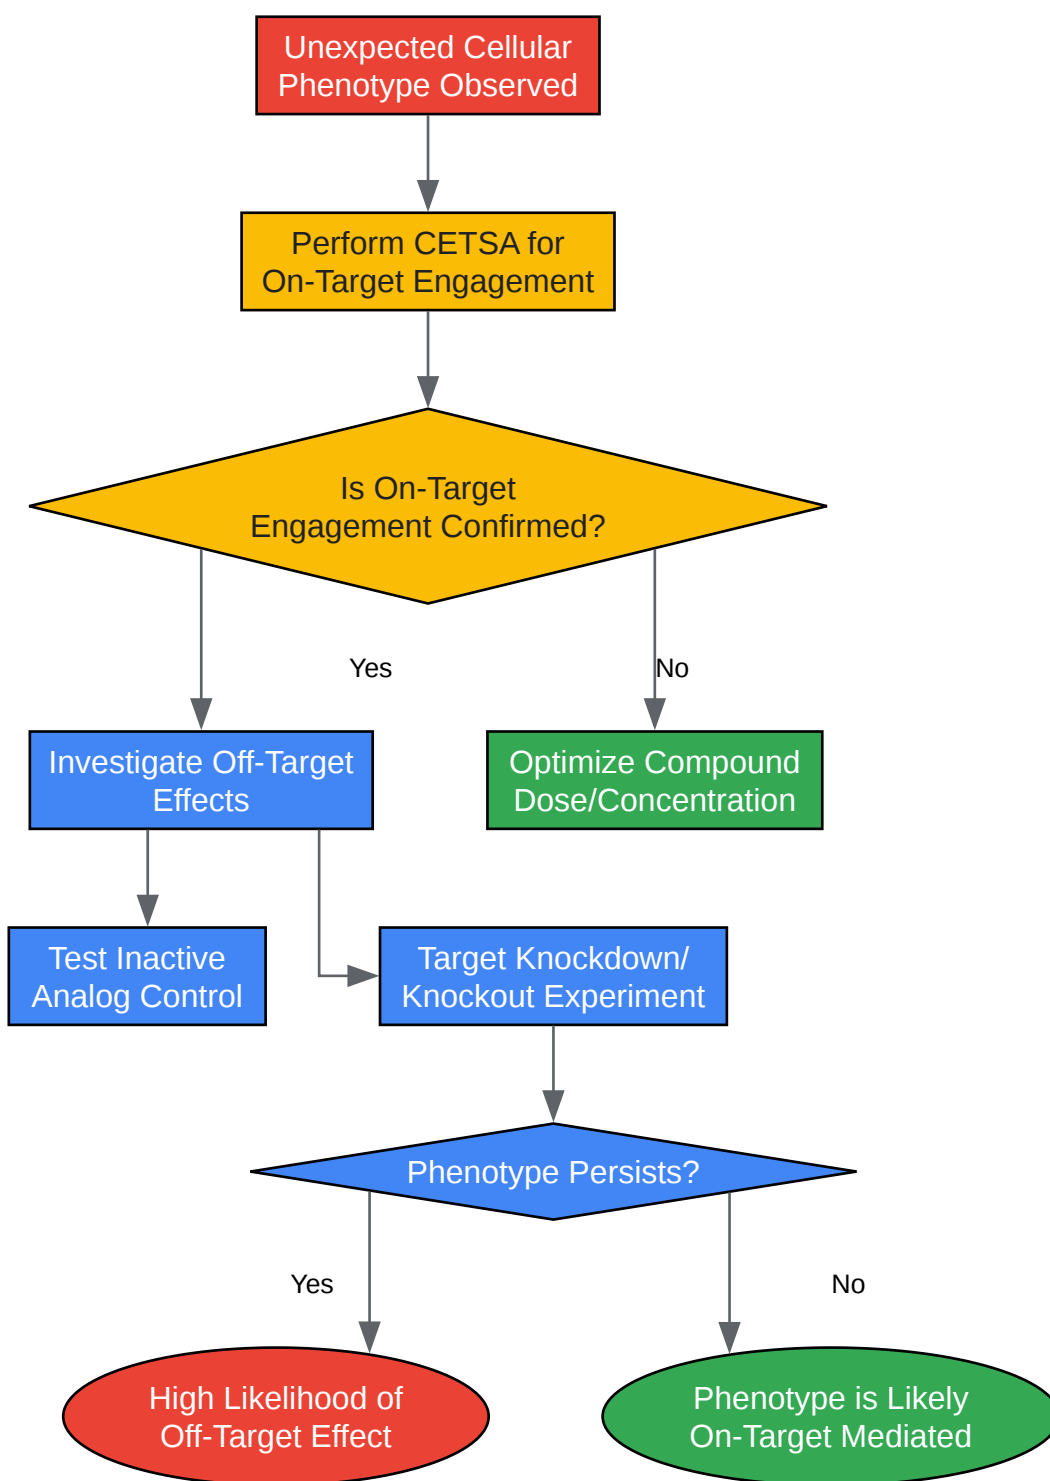 Unexpected Cellular
Phenotype Observed
Perform CETSA for
On-Target Engagement
Is On-Target
Engagement Confirmed?
Yes
No
Investigate Off-Target
Effects
Optimize Compound
Dose/Concentration
Test Inactive
Analog Control
Target Knockdown/
Knockout Experiment
Phenotype Persists?
Yes
No
High Likelihood of
Off-Target Effect
Phenotype is Likely
On-Target Mediated